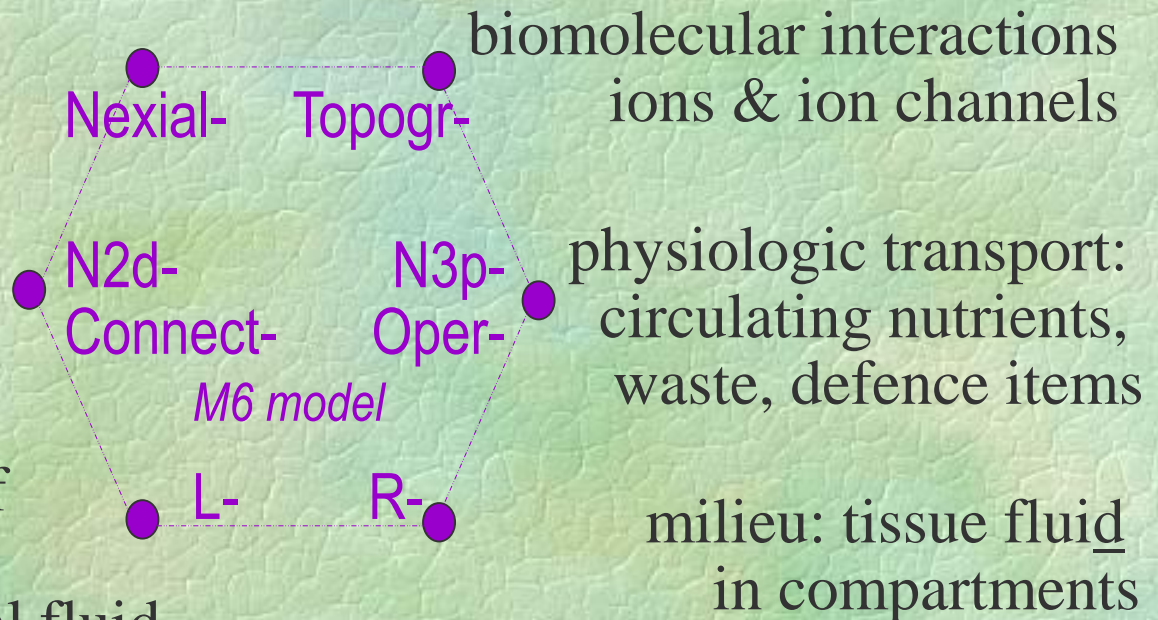 biomolecular interactions
ions & ion channels
Nexial-
Topogr-
physiologic transport:
circulating nutrients,
waste, defence items
N2d-
Connect-
N3p-
Oper-
M6 model
L-
R-
milieu: tissue fluid
in compartments
fluid